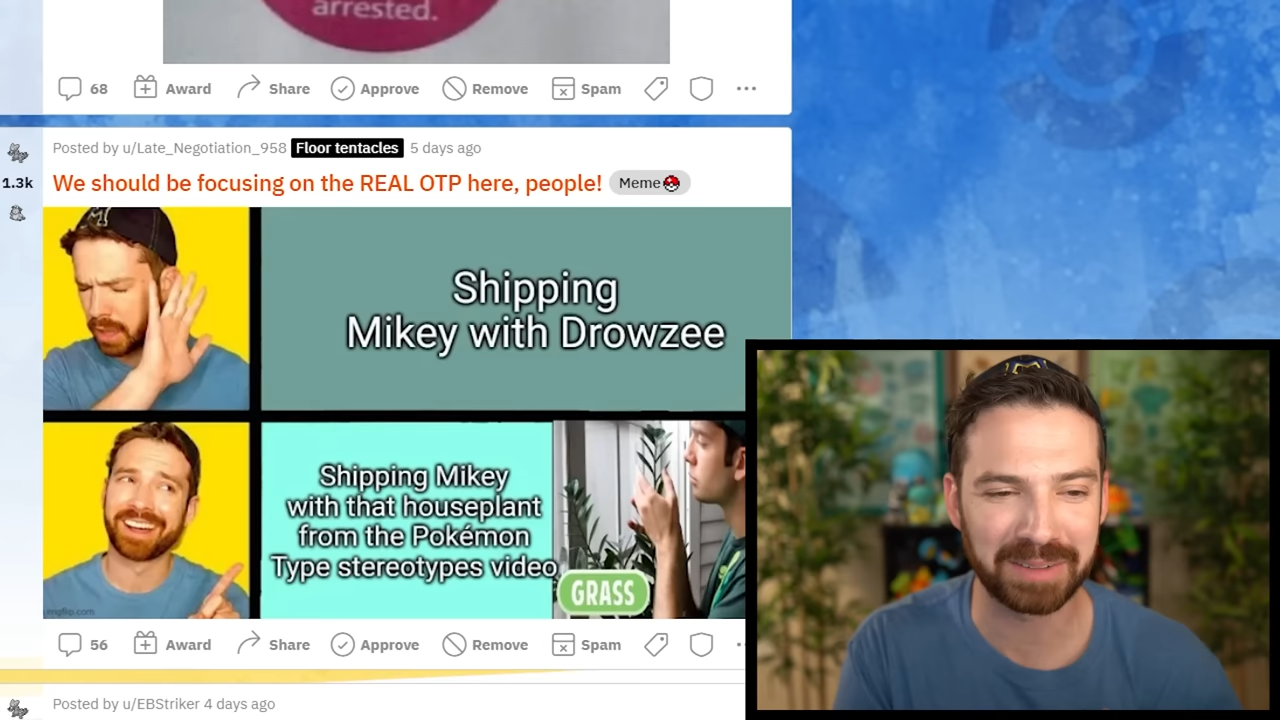 arrested.
68 Award Share Approve Remove Spam
Posted by u/Late_Negotiation_958 Floor tentacles 5 days ago
1.3k We should be focusing on the REAL OTP here, people! Meme
M
Shipping
Mikey with Drowzee
Shipping Mikey
with that houseplant
from the Pokémon
Type stereotypes video
GRASS
imgflip.com
M
56 Award Share Approve Remove Spam
Posted by u/EBStriker 4 days ago